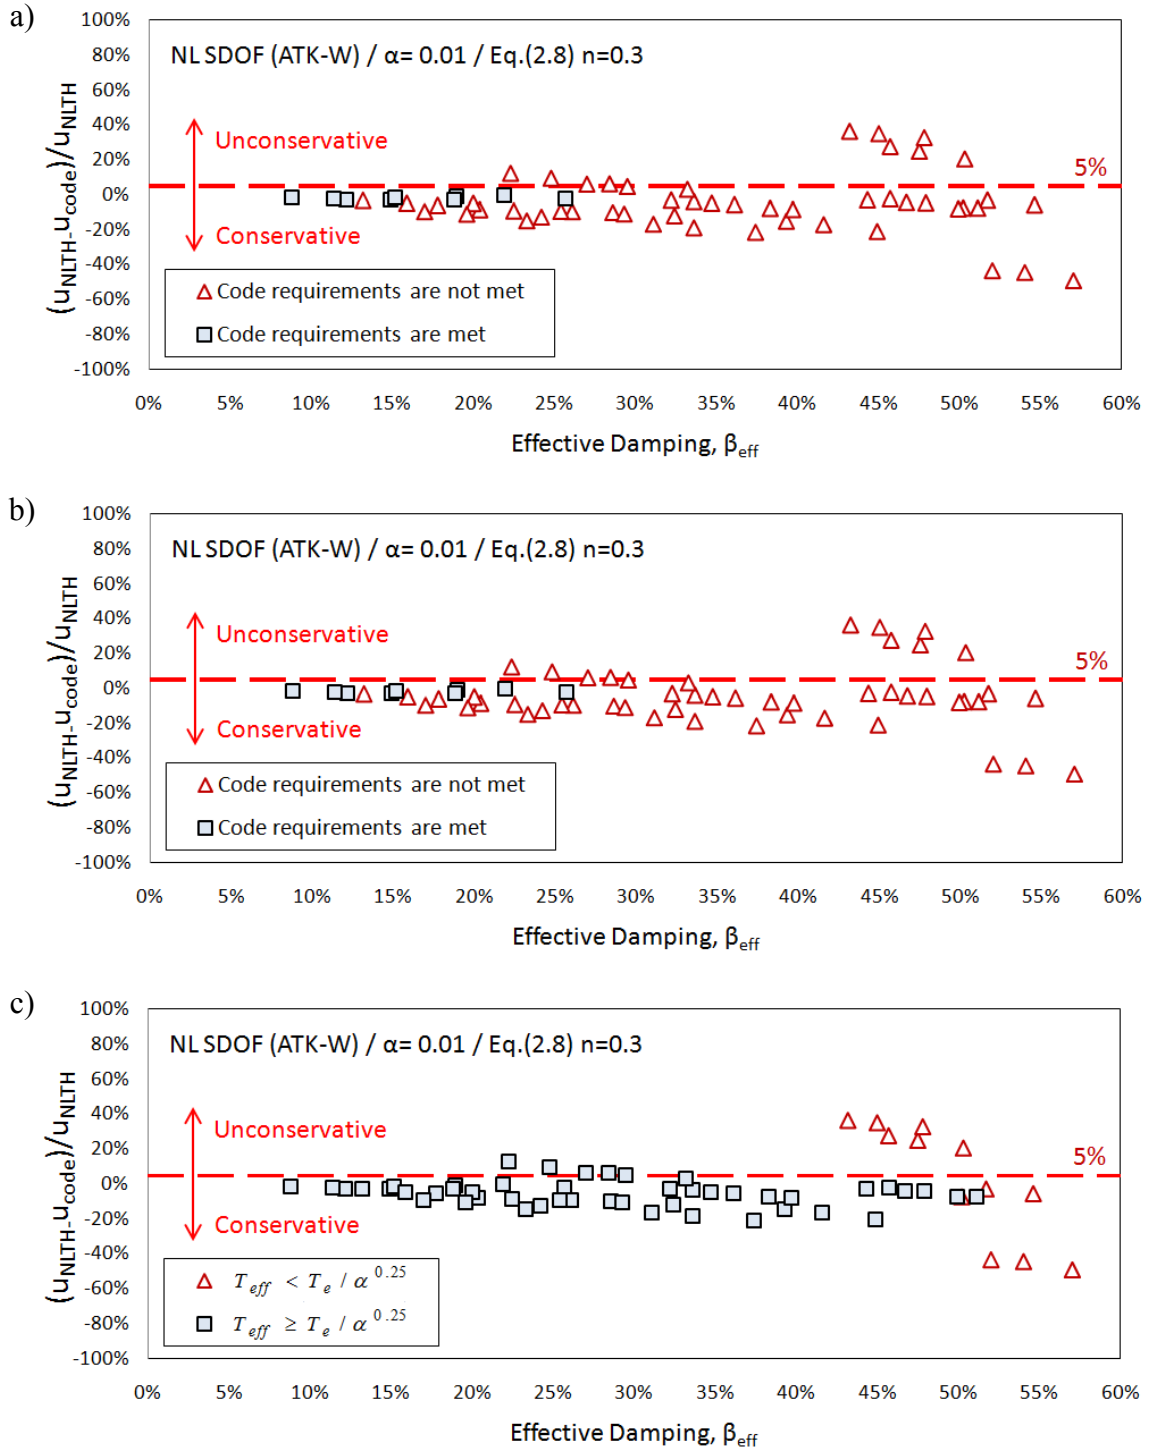 a)
100%
80%
60%
40%
20%
0%
-20%
-40%
-60%
-80%
-100%
(uNLTH-ucode)/uNLTH
NL SDOF (ATK-W) / α= 0.01 / Eq.(2.8) n=0.3
Unconservative
5%
Conservative
Code requirements are not met
Code requirements are met
0% 5% 10% 15% 20% 25% 30% 35% 40% 45% 50% 55% 60%
Effective Damping, βeff
b)
100%
80%
60%
40%
20%
0%
-20%
-40%
-60%
-80%
-100%
(uNLTH-ucode)/uNLTH
NL SDOF (ATK-W) / α= 0.01 / Eq.(2.8) n=0.3
Unconservative
5%
Conservative
Code requirements are not met
Code requirements are met
0% 5% 10% 15% 20% 25% 30% 35% 40% 45% 50% 55% 60%
Effective Damping, βeff
c)
100%
80%
60%
40%
20%
0%
-20%
-40%
-60%
-80%
-100%
(uNLTH-ucode)/uNLTH
NL SDOF (ATK-W) / α= 0.01 / Eq.(2.8) n=0.3
Unconservative
5%
Conservative
Teff < Te / α 0.25
Teff ≥ Te / α 0.25
0% 5% 10% 15% 20% 25% 30% 35% 40% 45% 50% 55% 60%
Effective Damping, βeff